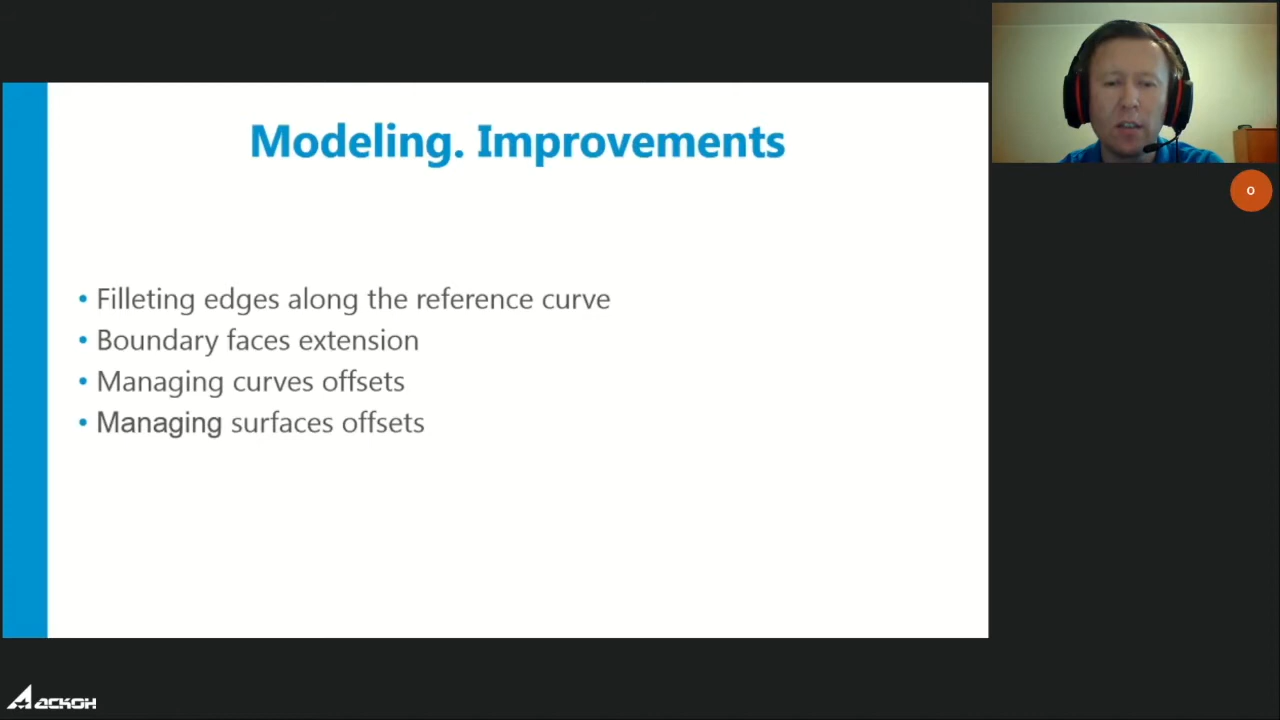 Modeling. Improvements
O
• Filleting edges along the reference curve
• Boundary faces extension
• Managing curves offsets
• Managing surfaces offsets
аскон